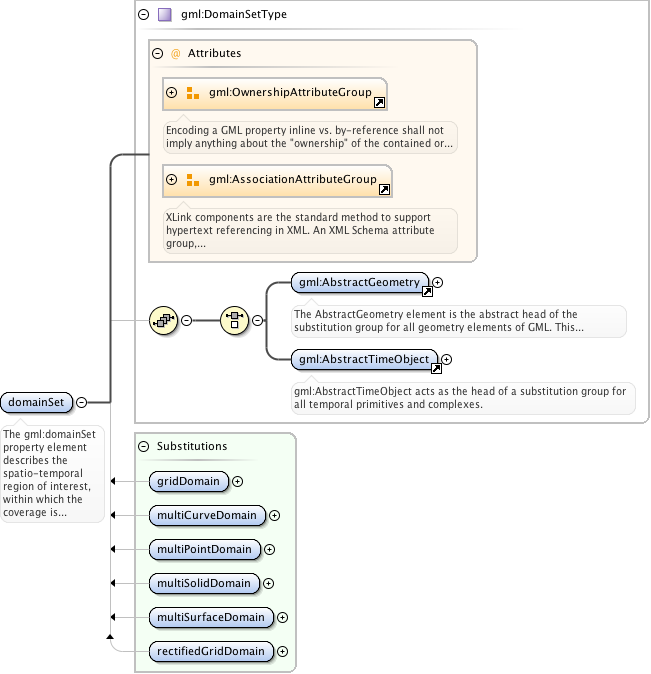 gml:DomainSetType
@ Attributes
gml:OwnershipAttributeGroup
Encoding a GML property inline vs. by-reference shall not
imply anything about the "ownership" of the contained or...
gml:AssociationAttributeGroup
XLink components are the standard method to support
hypertext referencing in XML. An XML Schema attribute
group,...
gml:AbstractGeometry
The AbstractGeometry element is the abstract head of the
substitution group for all geometry elements of GML. This...
gml:AbstractTimeObject
gml:AbstractTimeObject acts as the head of a substitution group for
all temporal primitives and complexes.
domainSet
The gml:domainSet
property element
describes the
spatio-temporal
region of interest,
within which the
coverage is...
Substitutions
gridDomain
multiCurveDomain
multiPointDomain
multiSolidDomain
multiSurfaceDomain
rectifiedGridDomain